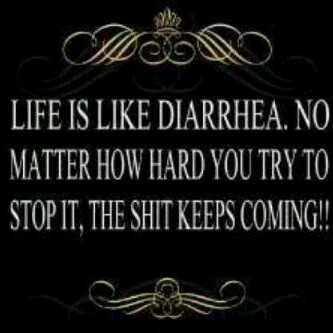 LIFE IS LIKE DIARRHEA. NO
MATTER HOW HARD YOU TRY TO
STOP IT, THE SHIT KEEPS COMING!!